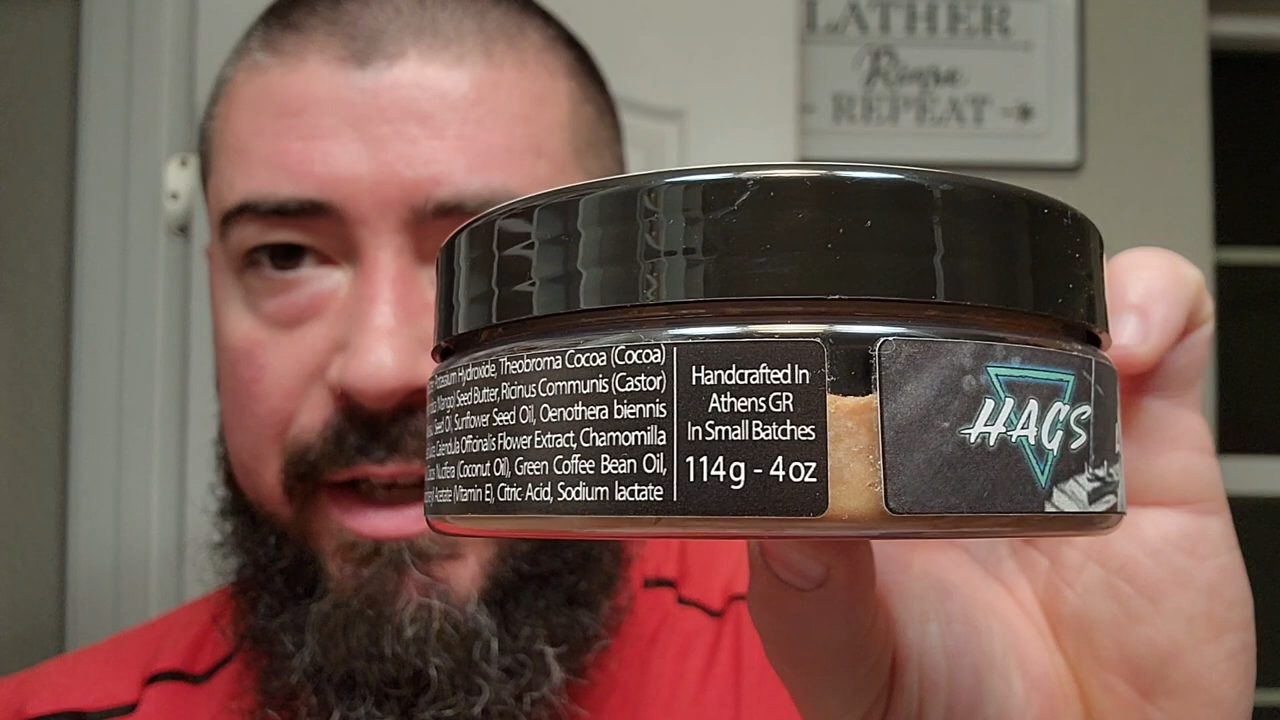 LATHER
Rinse
REPEAT
Potassium Hydroxide, Theobroma Cocoa (Cocoa)
Mango) Seed Butter, Ricinus Communis (Castor)
Seed Oil, Sunflower Seed Oil, Oenothera biennis
Calendula Officinalis Flower Extract, Chamomilla
Nucifera (Coconut Oil), Green Coffee Bean Oil,
Acetate (Vitamin E), Citric Acid, Sodium lactate
Handcrafted In
Athens GR
In Small Batches
114g - 4oz
HAGS